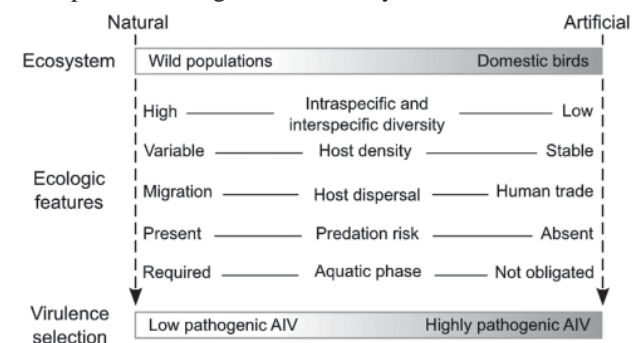 Natural Artificial
Ecosystem Wild populations Domestic birds
High Intraspecific and interspecific diversity Low
Variable Host density Stable
Ecologic features
Migration Host dispersal Human trade
Present Predation risk Absent
Required Aquatic phase Not obligated
Virulence selection
Low pathogenic AIV Highly pathogenic AIV